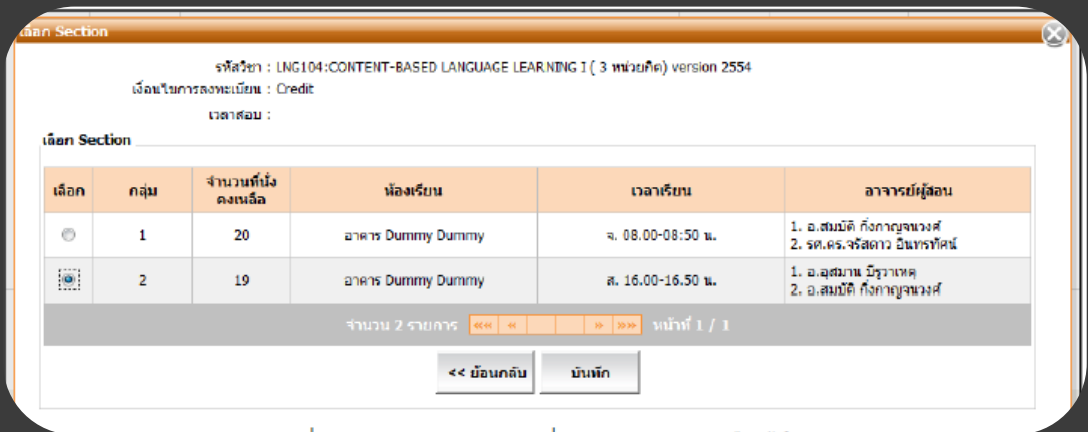 เลือก Section
รหัสวิชา : LNG104:CONTENT-BASED LANGUAGE LEARNING I ( 3 หน่วยกิต) version 2554
เงื่อนไขการลงทะเบียน : Credit
เวลาสอบ :
เลือก Section
เลือก กลุ่ม จำนวนที่นั่งคงเหลือ ห้องเรียน เวลาเรียน อาจารย์ผู้สอน
1 20 อาคาร Dummy Dummy จ. 08.00-08:50 น. 1. อ.สมบัติ กิ่งกาญจนวงศ์
2. รศ.ดร.จรัสดาว อินทรทัศน์
2 19 อาคาร Dummy Dummy ส. 16.00-16.50 น. 1. อ.อุสมาน
2. อ.สมบัติ กิ่งกาญจนวงศ์
จำนวน 2 รายการ «« « » »» หน้าที่ 1 / 1
<< ย้อนกลับ บันทึก